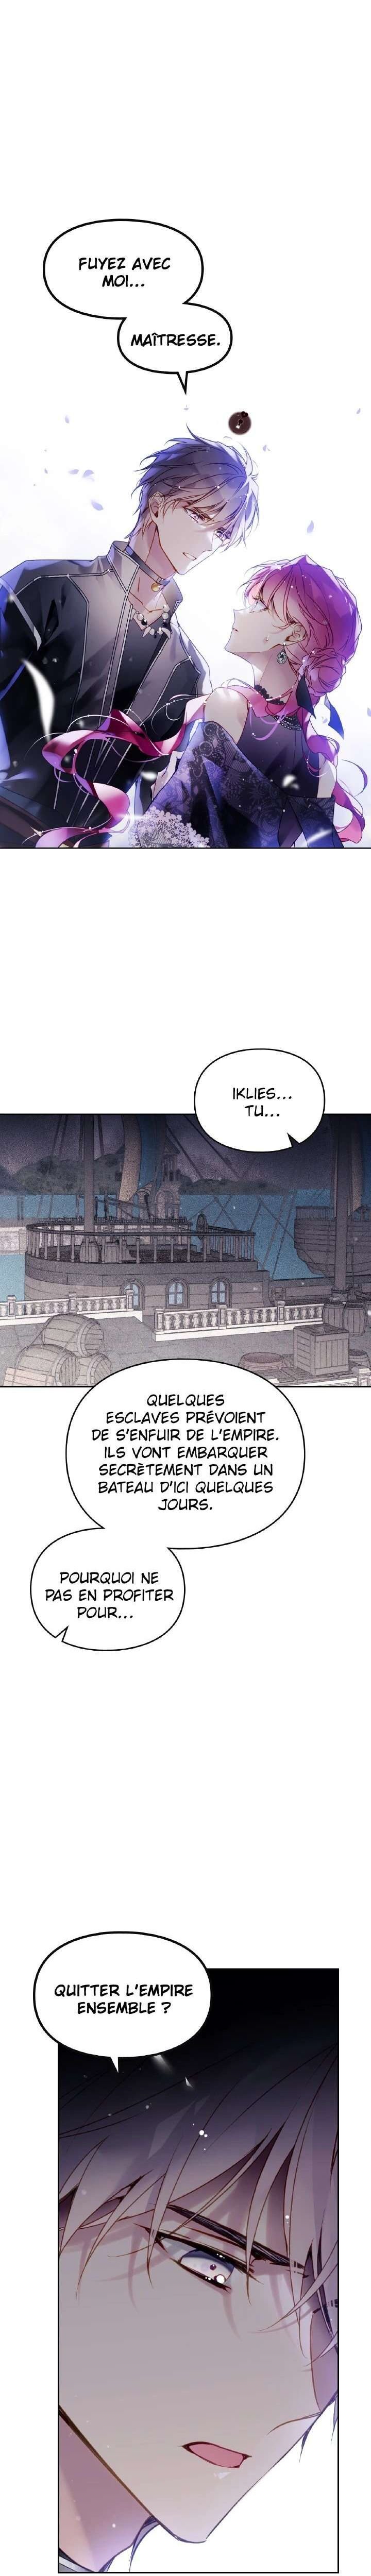 FUYEZ AVEC
MOI...
MAÎTRESSE.
IKLIES...
TU...
QUELQUES
ESCLAVES PRÉVOIENT
DE S'ENFUIR DE L'EMPIRE.
ILS VONT EMBARQUER
SECRÈTEMENT DANS UN
BATEAU D'ICI QUELQUES
JOURS.
POURQUOI NE
PAS EN PROFITER
POUR...
QUITTER L'EMPIRE
ENSEMBLE ?